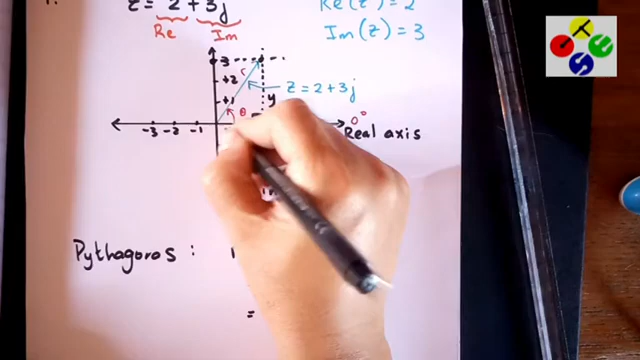 z = 2 + 3j
Re(z) = 2
Re Im
Im(z) = 3
3
r
+2
z = 2 + 3j
+1
θ
y
0°
-3 -2 -1
Real axis
Pythagoras :
=